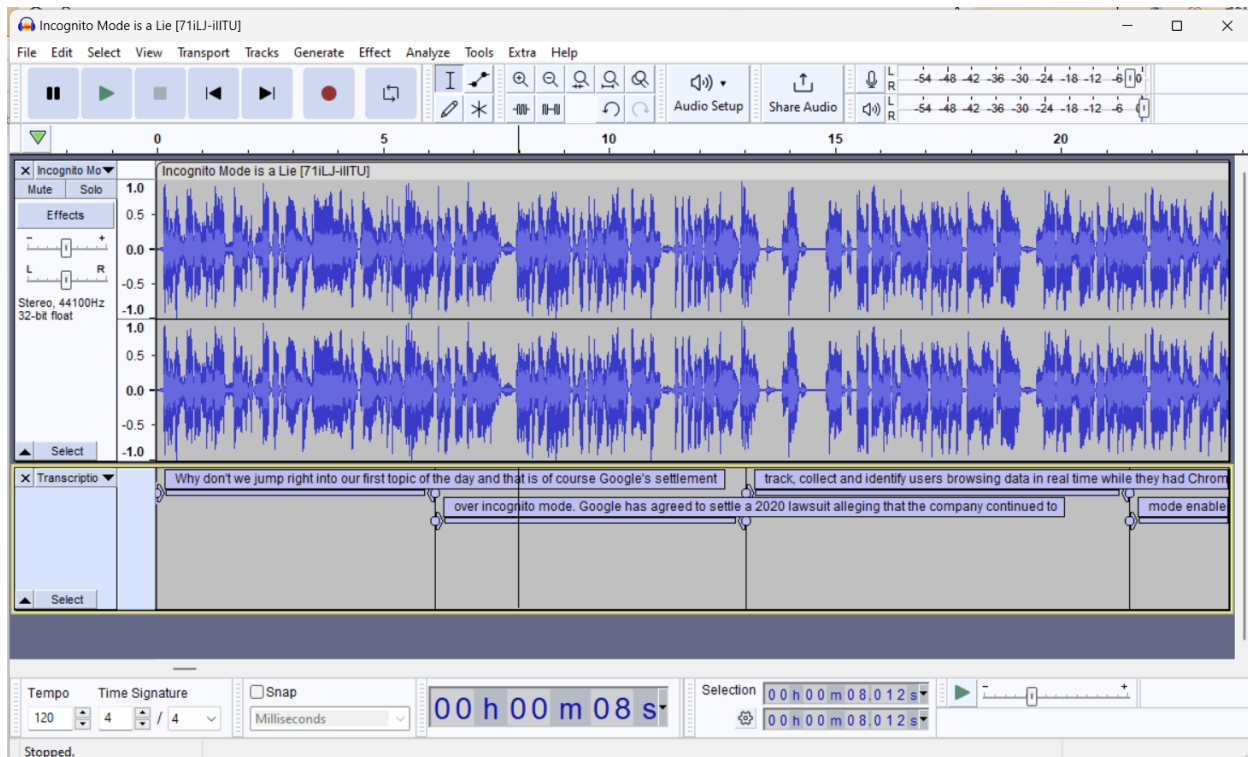 Incognito Mode is a Lie [71iLJ-iIITU]
File Edit Select View Transport Tracks Generate Effect Analyze Tools Extra Help
Audio Setup
Share Audio
L
R
-54 -48 -42 -36 -30 -24 -18 -12 -6 0
L
R
-54 -48 -42 -36 -30 -24 -18 -12 -6
0 5 10 15 20
Incognito Mo
Incognito Mode is a Lie [71iLJ-iIITU]
Mute Solo
Effects
- +
L R
Stereo, 44100Hz
32-bit float
Select
1.0
0.5
0.0
-0.5
-1.0
1.0
0.5
0.0
-0.5
-1.0
Transcriptio
Why don't we jump right into our first topic of the day and that is of course Google's settlement
track, collect and identify users browsing data in real time while they had Chrom
over incognito mode. Google has agreed to settle a 2020 lawsuit alleging that the company continued to
mode enable
Select
Tempo
120
Time Signature
4 / 4
Snap
Milliseconds
00 h 00 m 08 s
Selection
00 h 00 m 08.012 s
00 h 00 m 08.012 s
- +
Stopped.